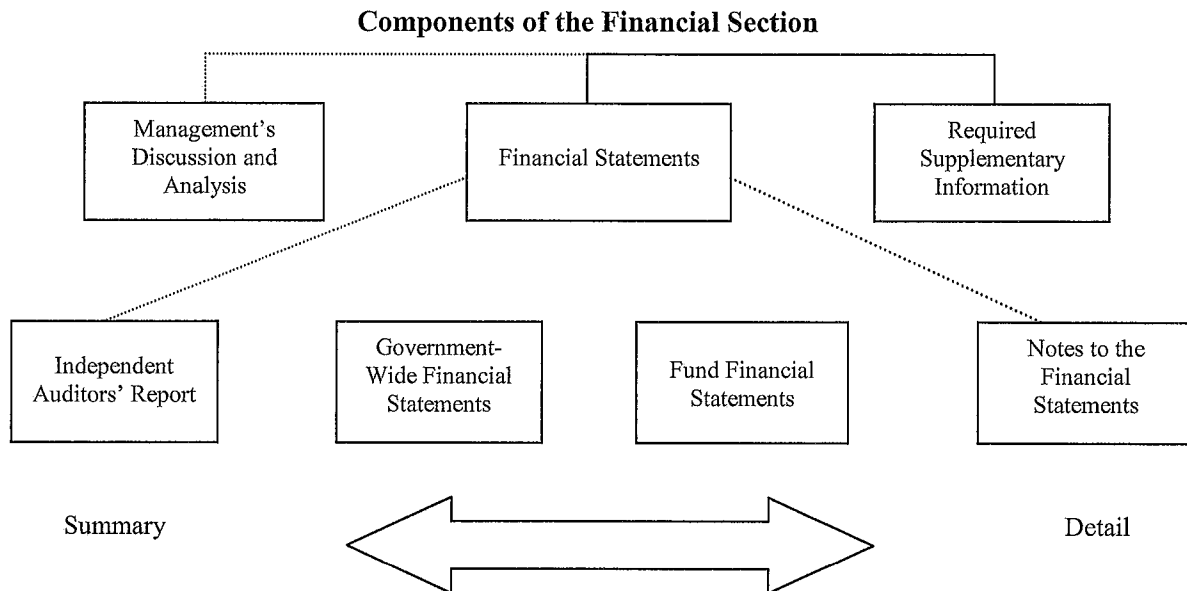 Components of the Financial Section
Management's
Discussion and
Analysis
Financial Statements
Required
Supplementary
Information
Independent
Auditors' Report
Government-
Wide Financial
Statements
Fund Financial
Statements
Notes to the
Financial
Statements
Summary
Detail